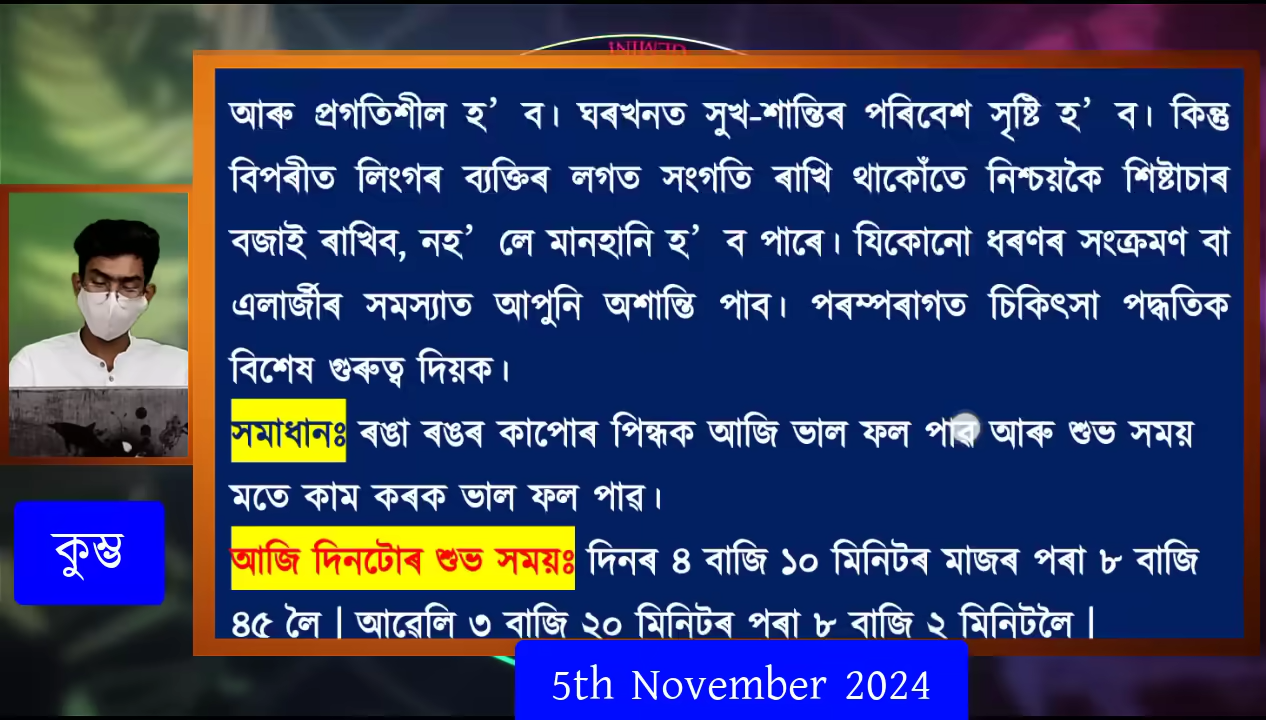 GEMINI
আৰু প্ৰগতিশীল হ’ ব। ঘৰখনত সুখ-শান্তিৰ পৰিবেশ সৃষ্টি হ’ ব। কিন্তু
বিপৰীত লিংগৰ ব্যক্তিৰ লগত সংগতি ৰাখি থাকোঁতে নিশ্চয়কৈ শিষ্টাচাৰ
বজাই ৰাখিব, নহ’ লে মানহানি হ’ ব পাৰে। যিকোনো ধৰণৰ সংক্ৰমণ বা
এলাৰ্জীৰ সমস্যাত আপুনি অশান্তি পাব। পৰম্পৰাগত চিকিৎসা পদ্ধতিক
বিশেষ গুৰুত্ব দিয়ক।
সমাধানঃ ৰঙা ৰঙৰ কাপোৰ পিন্ধক আজি ভাল ফল পাৱ আৰু শুভ সময়
মতে কাম কৰক ভাল ফল পাৱ।
আজি দিনটোৰ শুভ সময়ঃ দিনৰ ৪ বাজি ১০ মিনিটৰ মাজৰ পৰা ৮ বাজি
৪৫ লৈ | আৱেলি ৩ বাজি ২০ মিনিটৰ পৰা ৮ বাজি ২ মিনিটলৈ |
কুম্ভ
5th November 2024